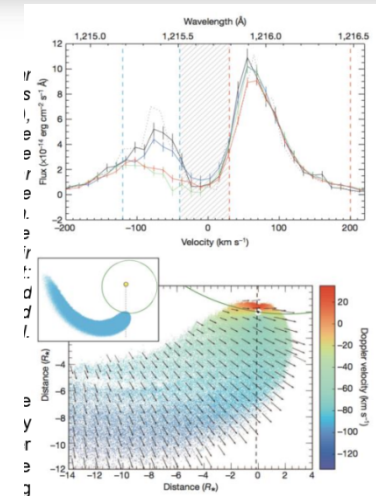 Wavelength (Å)
1,215.0 1,215.5 1,216.0 1,216.5
12
10
8
6
4
2
0
−2
Flux (×10⁻¹⁴ erg cm⁻² s⁻¹ Å)
−200 −100 0 100 200
Velocity (km s⁻¹)
Distance (R★)
−4
−6
−8
−10
−12
−14 −12 −10 −8 −6 −4 −2 0 2 4
Distance (R★)
20
0
−20
−40
−60
−80
−100
−120
Doppler velocity (km s⁻¹)